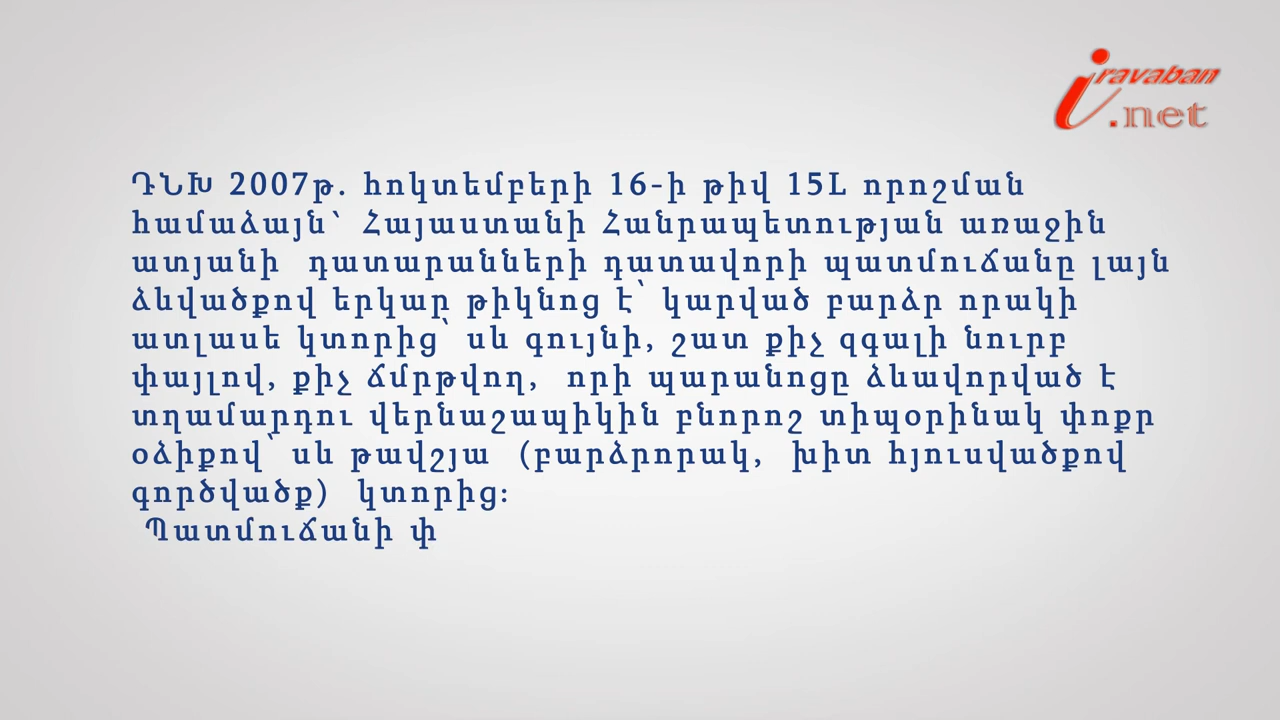 iravaban
.net
ԴՆԽ 2007թ. հոկտեմբերի 16-ի թիվ 15Լ որոշման
համաձայն՝ Հայաստանի Հանրապետության առաջին
ատյանի դատարանների դատավորի պատմուճանը լայն
ձևվածքով երկար թիկնոց է՝ կարված բարձր որակի
ատլասե կտորից՝ սև գույնի, շատ քիչ զգալի նուրբ
փայլով, քիչ ճմրթվող, որի պարանոցը ձևավորված է
տղամարդու վերնաշապիկին բնորոշ տիպօրինակ փոքր
օձիքով՝ սև թավշյա (բարձրորակ, խիտ հյուսվածքով
գործվածք) կտորից:
Պատմուճանի փ